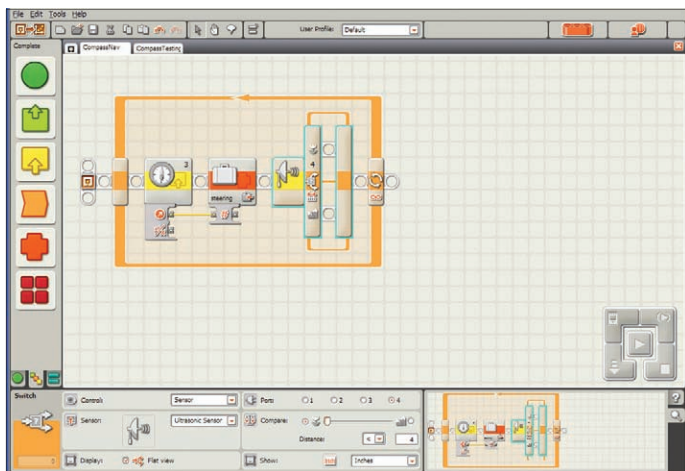 File Edit Tools Help
User Profile: Default
Complete
CompassNav CompassTesting
3
4
steering
Switch
Control: Sensor
Port: 1 2 3 4
Sensor: Ultrasonic Sensor
Compare:
Distance: < 4
Display: Flat view
Show: Inches
?